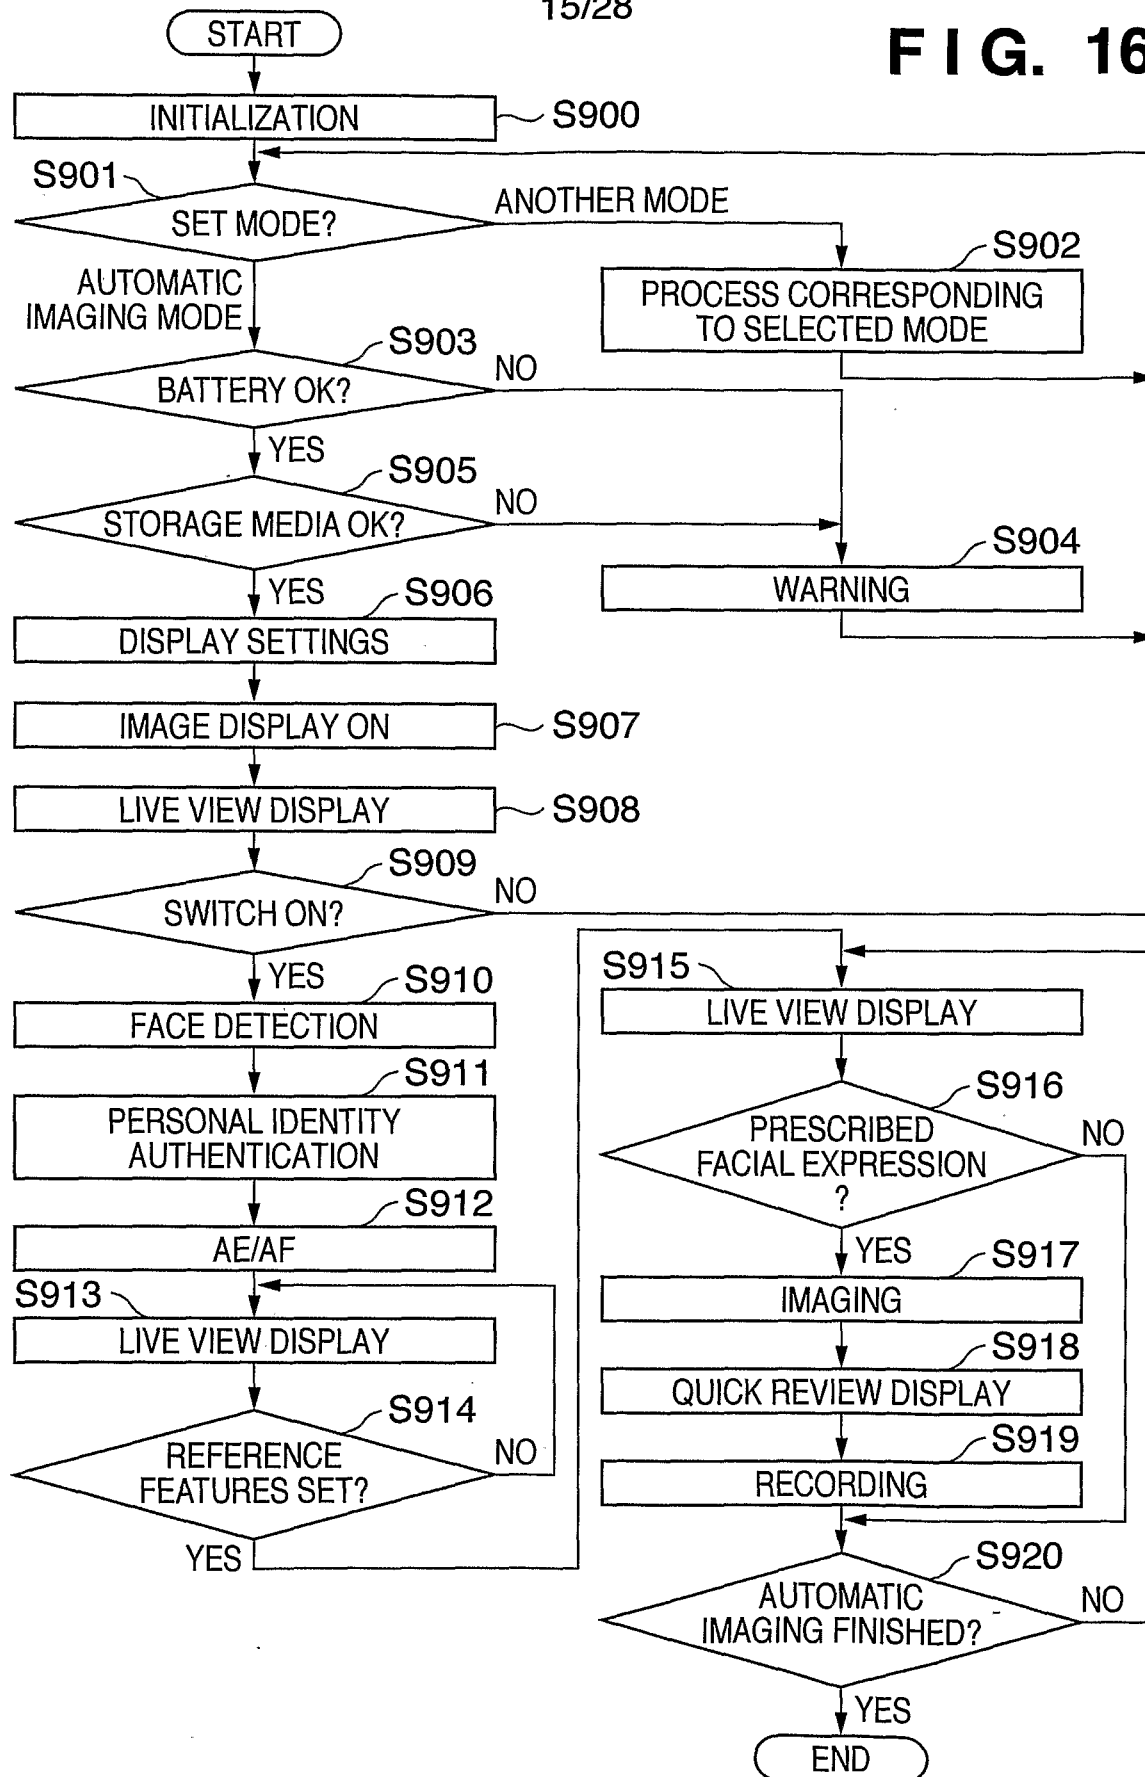 15/28
FIG. 16
START
INITIALIZATION
S900
S901
SET MODE?
ANOTHER MODE
S902
PROCESS CORRESPONDING
TO SELECTED MODE
AUTOMATIC
IMAGING MODE
S903
BATTERY OK?
NO
YES
S905
STORAGE MEDIA OK?
NO
S904
WARNING
YES
S906
DISPLAY SETTINGS
IMAGE DISPLAY ON
S907
LIVE VIEW DISPLAY
S908
S909
SWITCH ON?
NO
YES
S910
FACE DETECTION
S911
PERSONAL IDENTITY
AUTHENTICATION
S912
AE/AF
S913
LIVE VIEW DISPLAY
S914
REFERENCE
FEATURES SET?
NO
YES
S915
LIVE VIEW DISPLAY
S916
PRESCRIBED
FACIAL EXPRESSION
?
NO
YES
S917
IMAGING
S918
QUICK REVIEW DISPLAY
S919
RECORDING
S920
AUTOMATIC
IMAGING FINISHED?
NO
YES
END